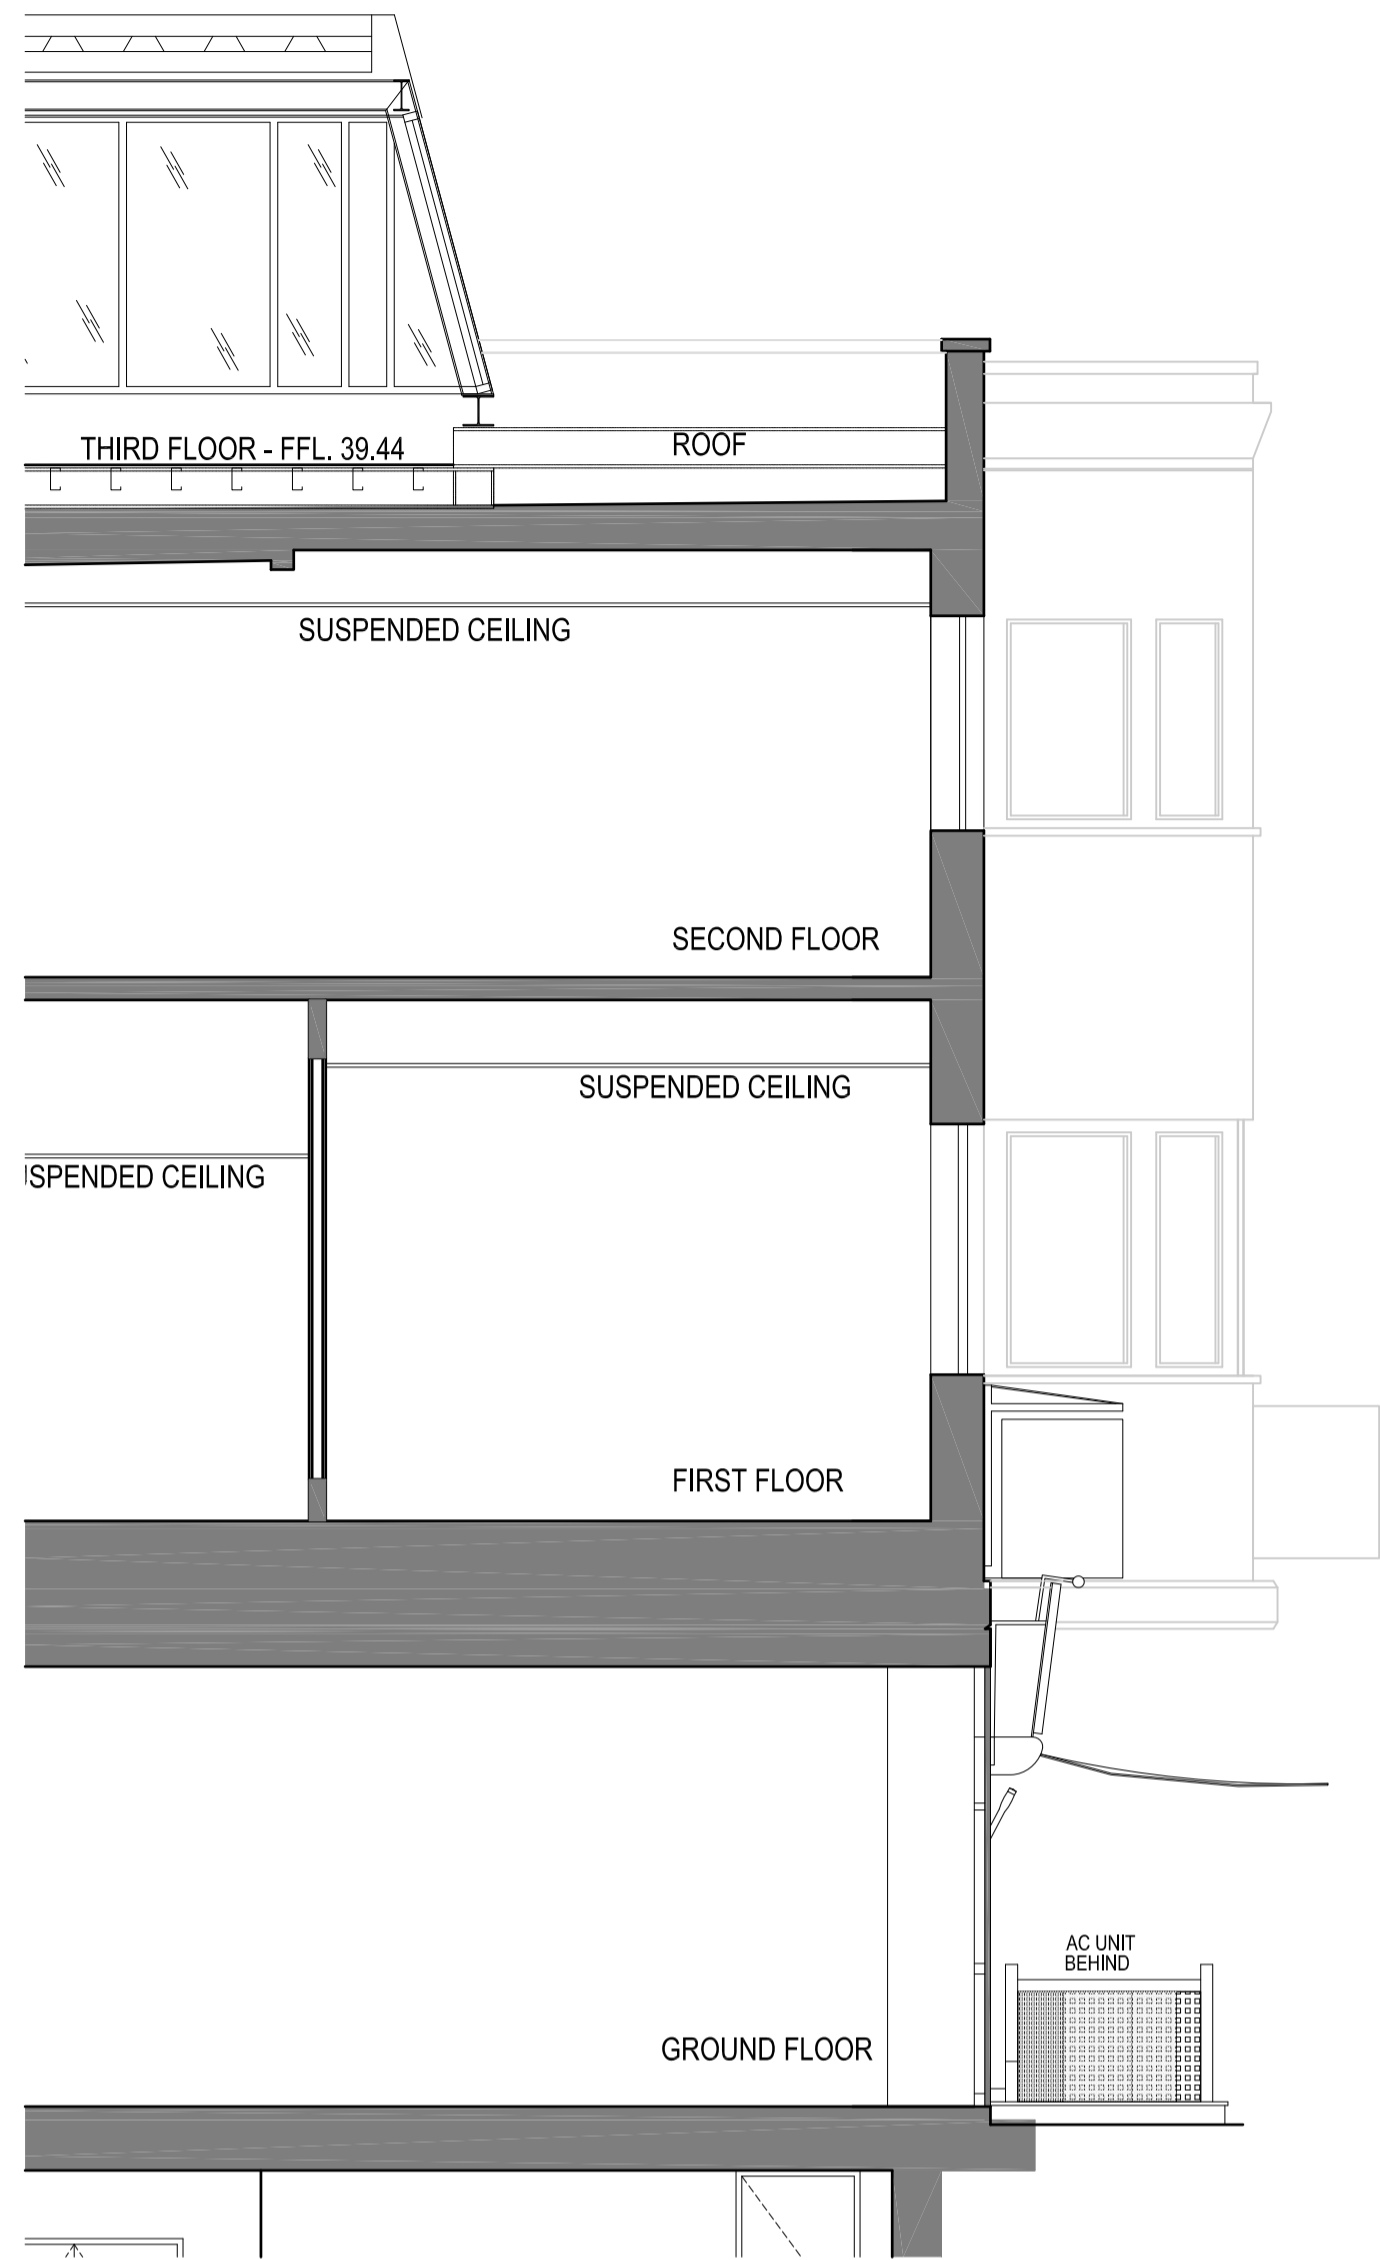 THIRD FLOOR - FFL. 39.44
ROOF
SUSPENDED CEILING
SECOND FLOOR
SUSPENDED CEILING
USPENDED CEILING
FIRST FLOOR
AC UNIT
BEHIND
GROUND FLOOR